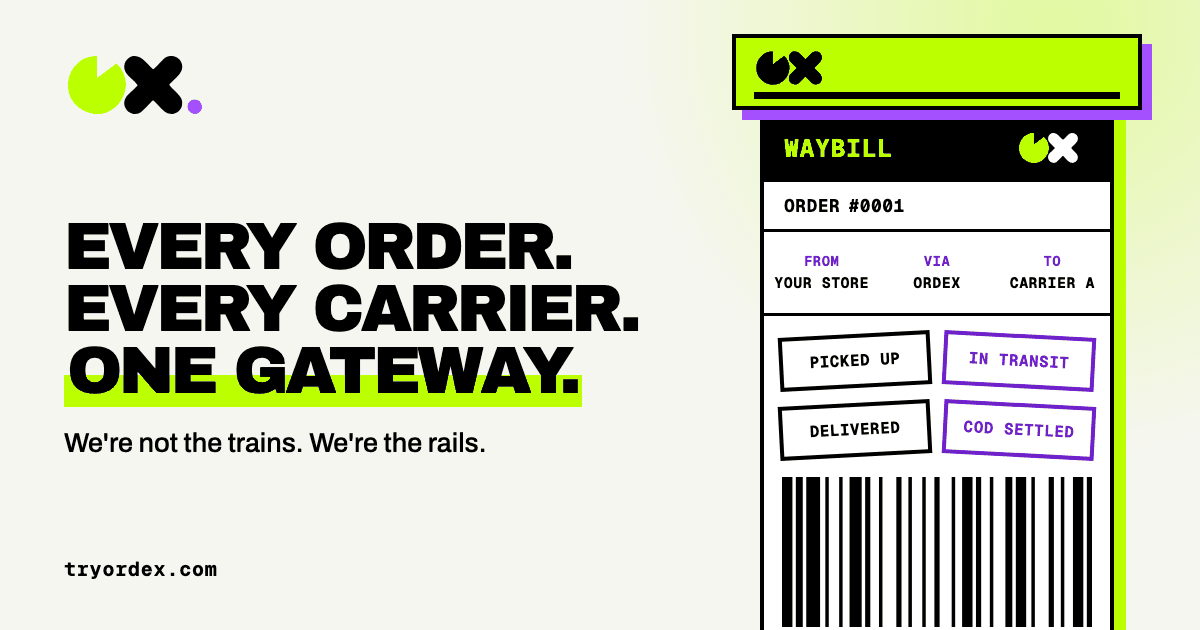 EVERY ORDER.
EVERY CARRIER.
ONE GATEWAY.
We're not the trains. We're the rails.
tryordex.com
WAYBILL
ORDER #0001
FROM
YOUR STORE
VIA
ORDEX
TO
CARRIER A
PICKED UP
IN TRANSIT
DELIVERED
COD SETTLED